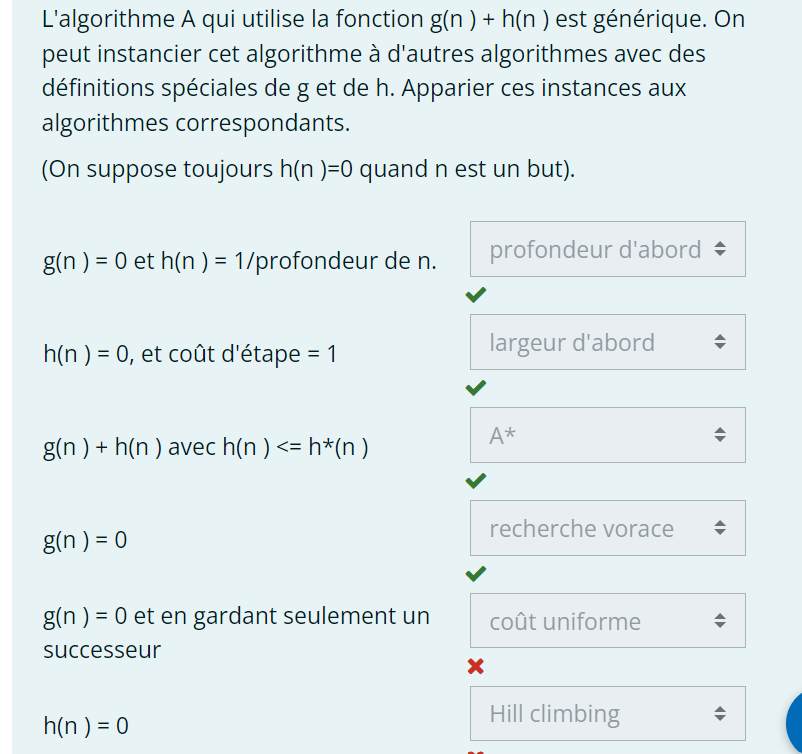 L'algorithme A qui utilise la fonction g(n ) + h(n ) est générique. On
peut instancier cet algorithme à d'autres algorithmes avec des
définitions spéciales de g et de h. Apparier ces instances aux
algorithmes correspondants.
(On suppose toujours h(n )=0 quand n est un but).
g(n ) = 0 et h(n ) = 1/profondeur de n.
profondeur d'abord
h(n ) = 0, et coût d'étape = 1
largeur d'abord
g(n ) + h(n ) avec h(n ) <= h*(n )
A*
g(n ) = 0
recherche vorace
g(n ) = 0 et en gardant seulement un
successeur
coût uniforme
h(n ) = 0
Hill climbing